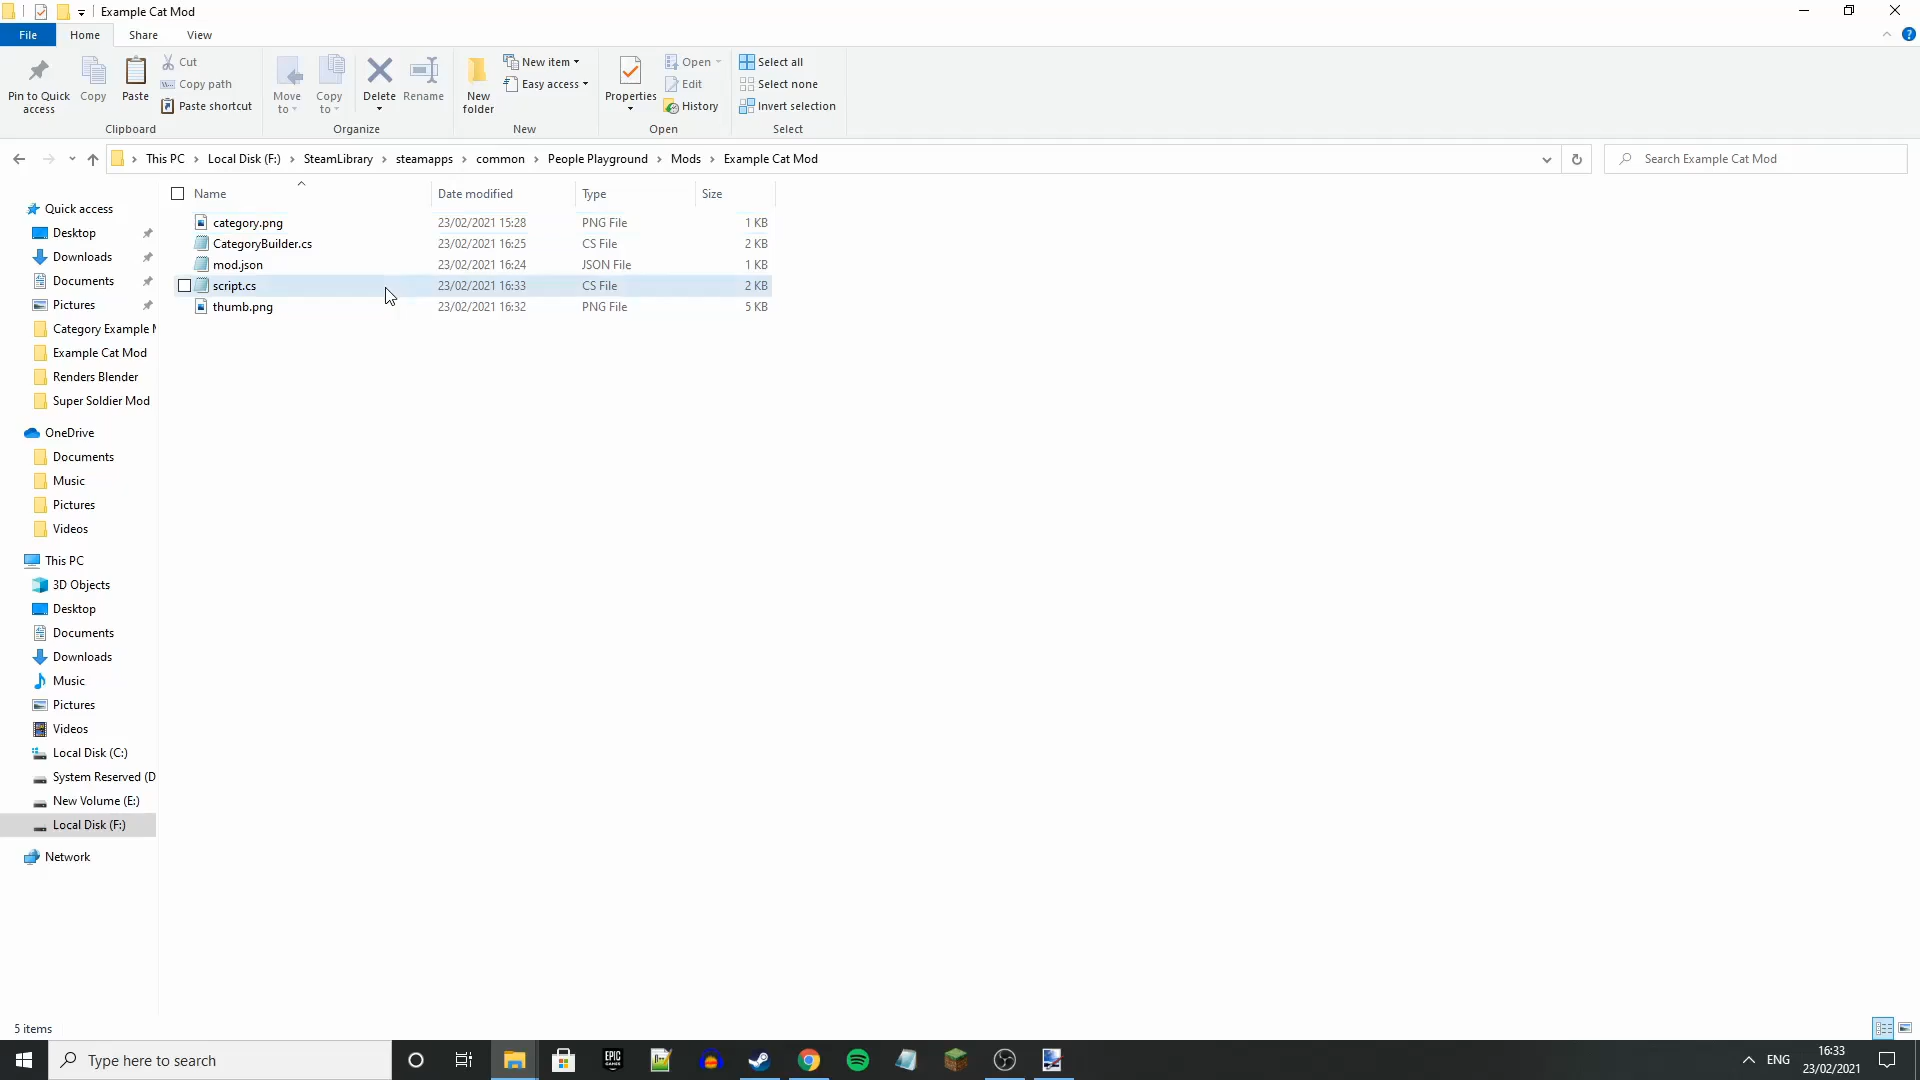 Example Cat Mod
File Home Share View
Pin to Quick access
Copy
Paste
Cut
Copy path
Paste shortcut
Clipboard
Move to
Copy to
Delete
Rename
Organize
New folder
New item
Easy access
New
Properties
Open
Edit
History
Open
Select all
Select none
Invert selection
Select
This PC > Local Disk (F:) > SteamLibrary > steamapps > common > People Playground > Mods > Example Cat Mod
Search Example Cat Mod
Name Date modified Type Size
category.png 23/02/2021 15:28 PNG File 1 KB
CategoryBuilder.cs 23/02/2021 16:25 CS File 2 KB
mod.json 23/02/2021 16:24 JSON File 1 KB
script.cs 23/02/2021 16:33 CS File 2 KB
thumb.png 23/02/2021 16:32 PNG File 5 KB
Quick access
Desktop
Downloads
Documents
Pictures
Category Example M
Example Cat Mod
Renders Blender
Super Soldier Mod
OneDrive
Documents
Music
Pictures
Videos
This PC
3D Objects
Desktop
Documents
Downloads
Music
Pictures
Videos
Local Disk (C:)
System Reserved (D
New Volume (E:)
Local Disk (F:)
Network
5 items
Type here to search
EPIC GAMES
ENG
16:33
23/02/2021